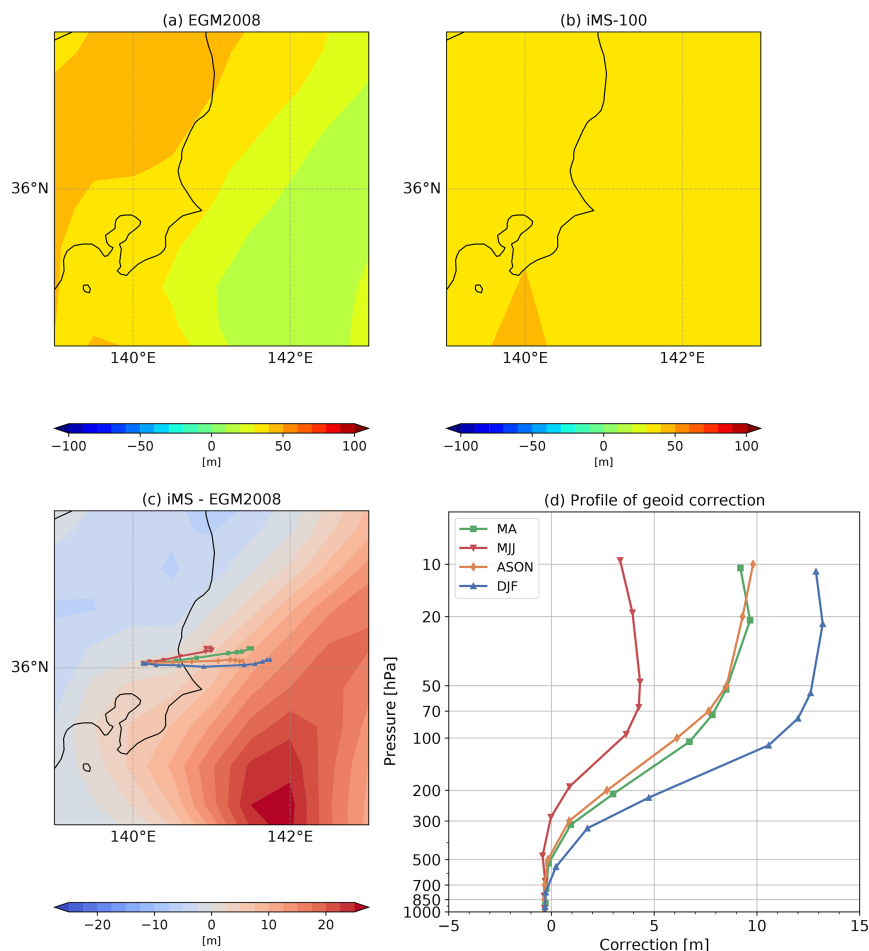 (a) EGM2008
36°N
140°E 142°E
−100 −50 0 50 100
[m]
(b) iMS-100
36°N
140°E 142°E
−100 −50 0 50 100
[m]
(c) iMS - EGM2008
36°N
140°E 142°E
−20 −10 0 10 20
[m]
(d) Profile of geoid correction
MA
MJJ
ASON
DJF
Pressure [hPa]
10
20
50
70
100
200
300
500
700
850
1000
−5 0 5 10 15
Correction [m]